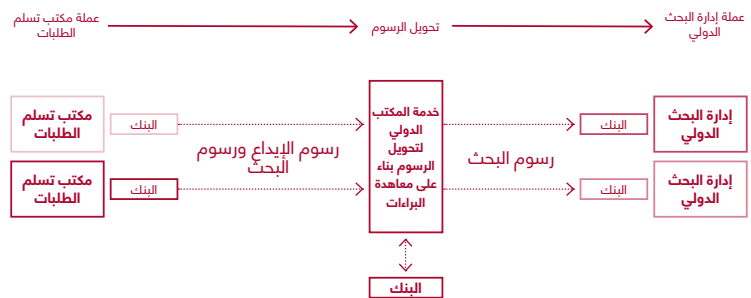 عملة مكتب تسلم
الطلبات
تحويل الرسوم
عملة إدارة البحث
الدولي
مكتب تسلم
الطلبات
البنك
خدمة المكتب
الدولي
لتحويل
الرسوم بناء
على معاهدة
البراءات
البنك
إدارة البحث
الدولي
رسوم الإيداع ورسوم
البحث
رسوم البحث
مكتب تسلم
الطلبات
البنك
البنك
إدارة البحث
الدولي
البنك